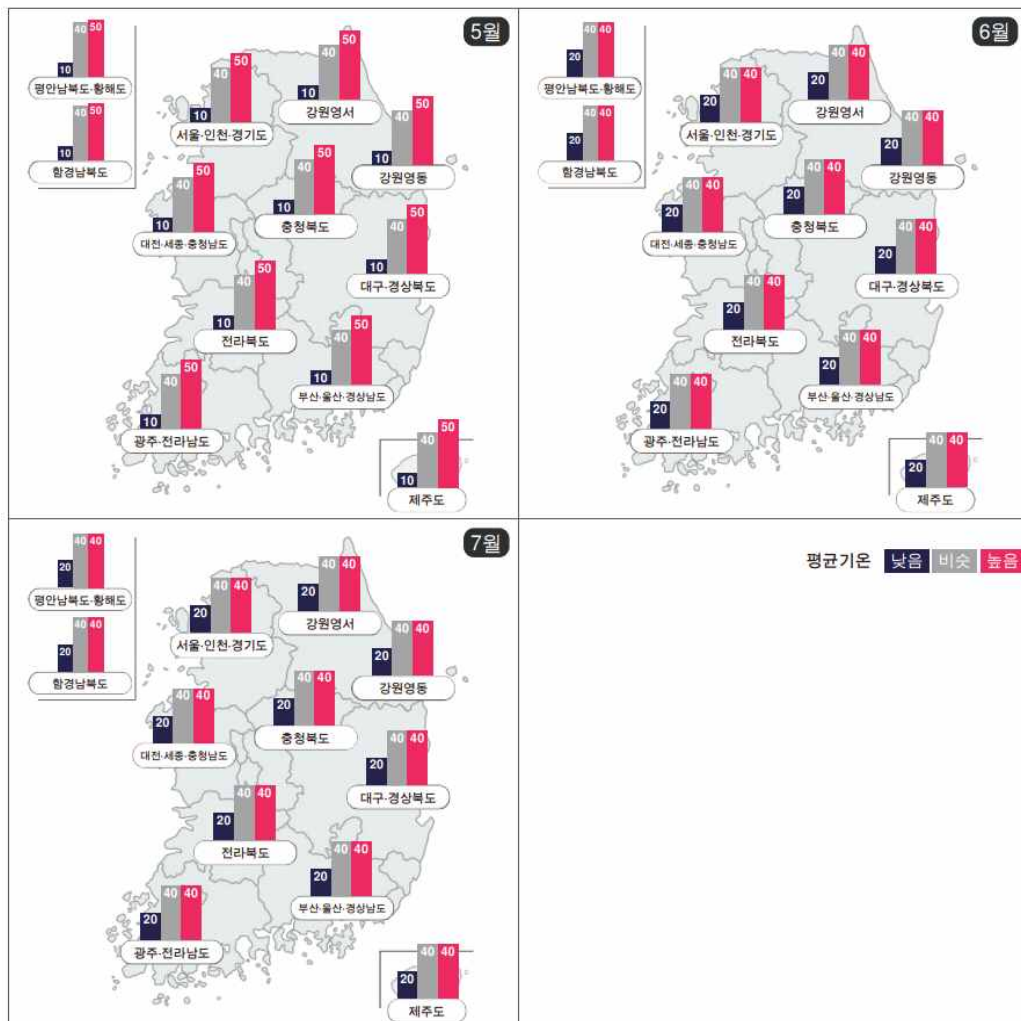 5월
40 50
10
평안남북도·황해도
40 50
10
함경남북도
40 50
10
서울·인천·경기도
40 50
10
강원영서
40 50
10
강원영동
40 50
10
대전·세종·충청남도
40 50
10
충청북도
40 50
10
대구·경상북도
40 50
10
전라북도
40 50
10
부산·울산·경상남도
40 50
10
광주·전라남도
40 50
10
제주도
6월
40 40
20
평안남북도·황해도
40 40
20
함경남북도
40 40
20
서울·인천·경기도
40 40
20
강원영서
40 40
20
강원영동
40 40
20
대전·세종·충청남도
40 40
20
충청북도
40 40
20
대구·경상북도
40 40
20
전라북도
40 40
20
부산·울산·경상남도
40 40
20
광주·전라남도
40 40
20
제주도
7월
40 40
20
평안남북도·황해도
40 40
20
함경남북도
40 40
20
서울·인천·경기도
40 40
20
강원영서
40 40
20
강원영동
40 40
20
대전·세종·충청남도
40 40
20
충청북도
40 40
20
대구·경상북도
40 40
20
전라북도
40 40
20
부산·울산·경상남도
40 40
20
광주·전라남도
40 40
20
제주도
평균기온 낮음 비슷 높음